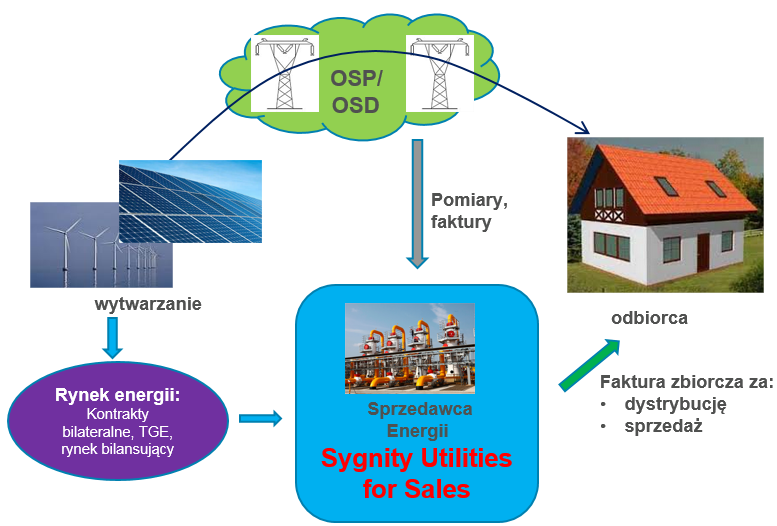 OSP/
OSD
Pomiary,
faktury
wytwarzanie
odbiorca
Rynek energii:
Kontrakty
bilateralne, TGE,
rynek bilansujący
Sprzedawca
Energii
Sygnity Utilities
for Sales
Faktura zbiorcza za:
• dystrybucję
• sprzedaż